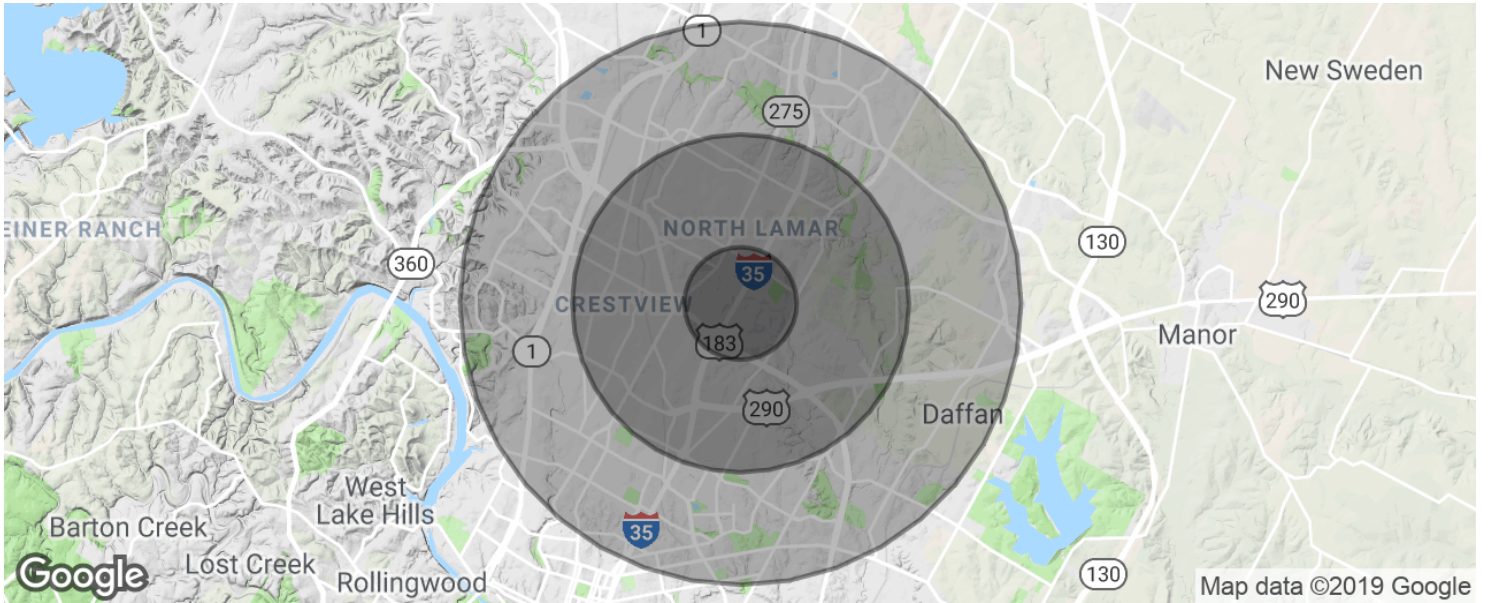 1
New Sweden
275
EINER RANCH
NORTH LAMAR
130
360
35
290
CRESTVIEW
Manor
183
1
290
Daffan
West
Lake Hills
Barton Creek
35
Lost Creek
130
Rollingwood
Google
Map data ©2019 Google